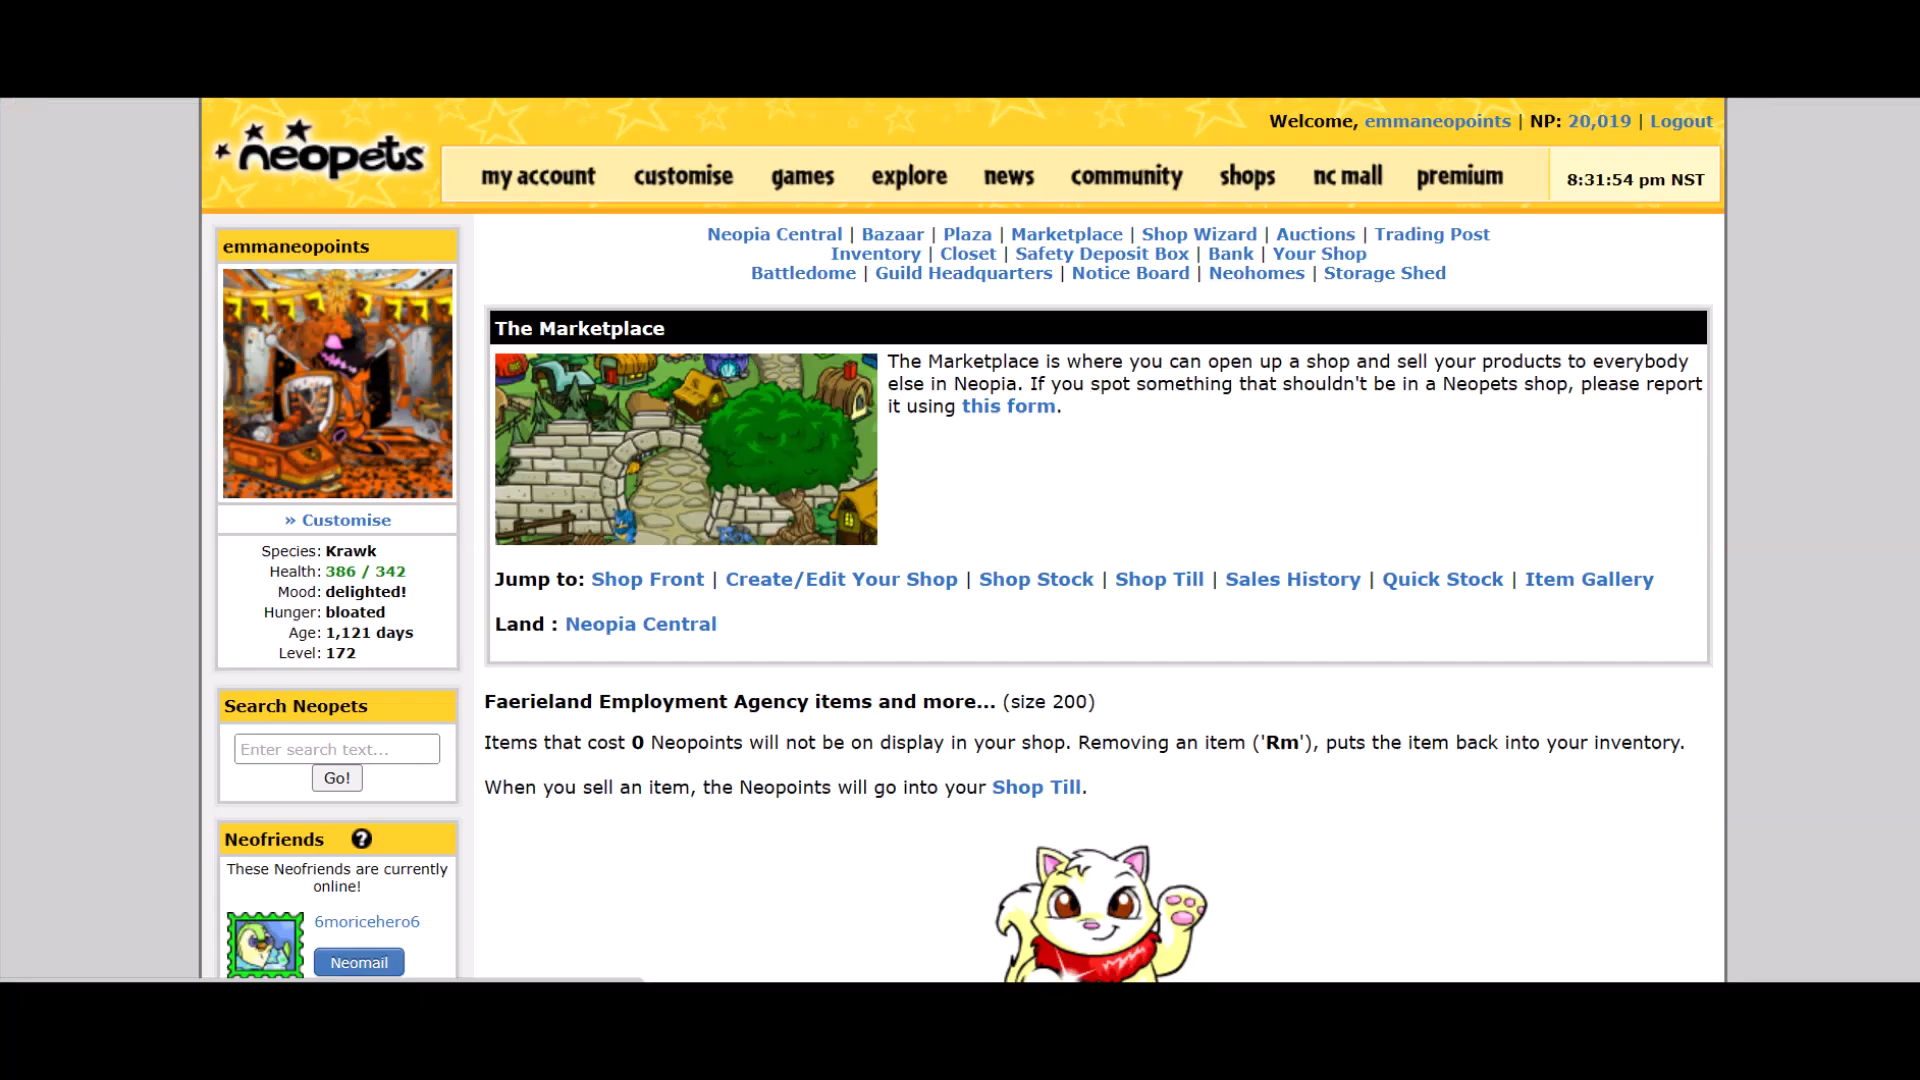 neopets
Welcome, emmaneopoints | NP: 20,019 | Logout
my account customise games explore news community shops nc mall premium 8:31:54 pm NST
emmaneopoints
» Customise
Species: Krawk
Health: 386 / 342
Mood: delighted!
Hunger: bloated
Age: 1,121 days
Level: 172
Search Neopets
Enter search text...
Go!
Neofriends ?
These Neofriends are currently
online!
6moricehero6
Neomail
Neopia Central | Bazaar | Plaza | Marketplace | Shop Wizard | Auctions | Trading Post
Inventory | Closet | Safety Deposit Box | Bank | Your Shop
Battledome | Guild Headquarters | Notice Board | Neohomes | Storage Shed
The Marketplace
The Marketplace is where you can open up a shop and sell your products to everybody
else in Neopia. If you spot something that shouldn't be in a Neopets shop, please report
it using this form.
Jump to: Shop Front | Create/Edit Your Shop | Shop Stock | Shop Till | Sales History | Quick Stock | Item Gallery
Land : Neopia Central
Faerieland Employment Agency items and more... (size 200)
Items that cost 0 Neopoints will not be on display in your shop. Removing an item ('Rm'), puts the item back into your inventory.
When you sell an item, the Neopoints will go into your Shop Till.